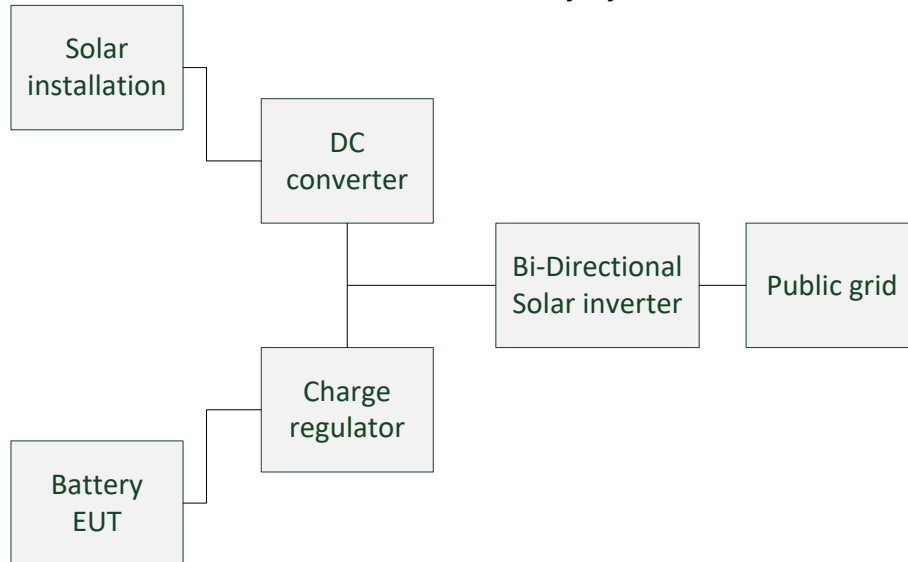 Solar
installation
DC
converter
Bi-Directional
Solar inverter
Public grid
Charge
regulator
Battery
EUT